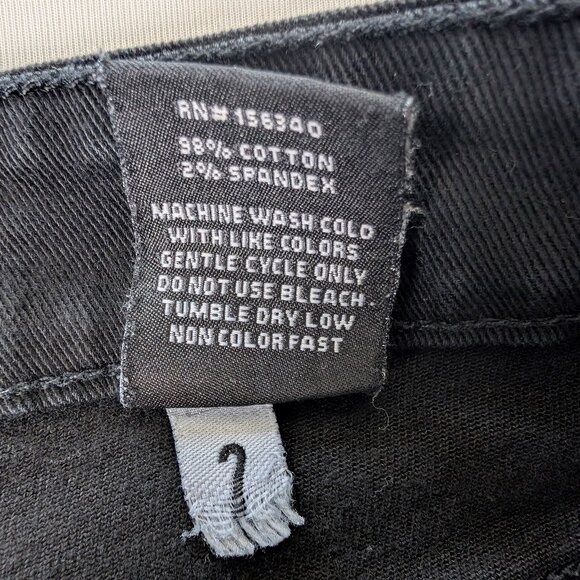 RN# 156340
98% COTTON
2% SPANDEX
MACHINE WASH COLD
WITH LIKE COLORS
GENTLE CYCLE ONLY
DO NOT USE BLEACH
TUMBLE DRY LOW
NON COLOR FAST